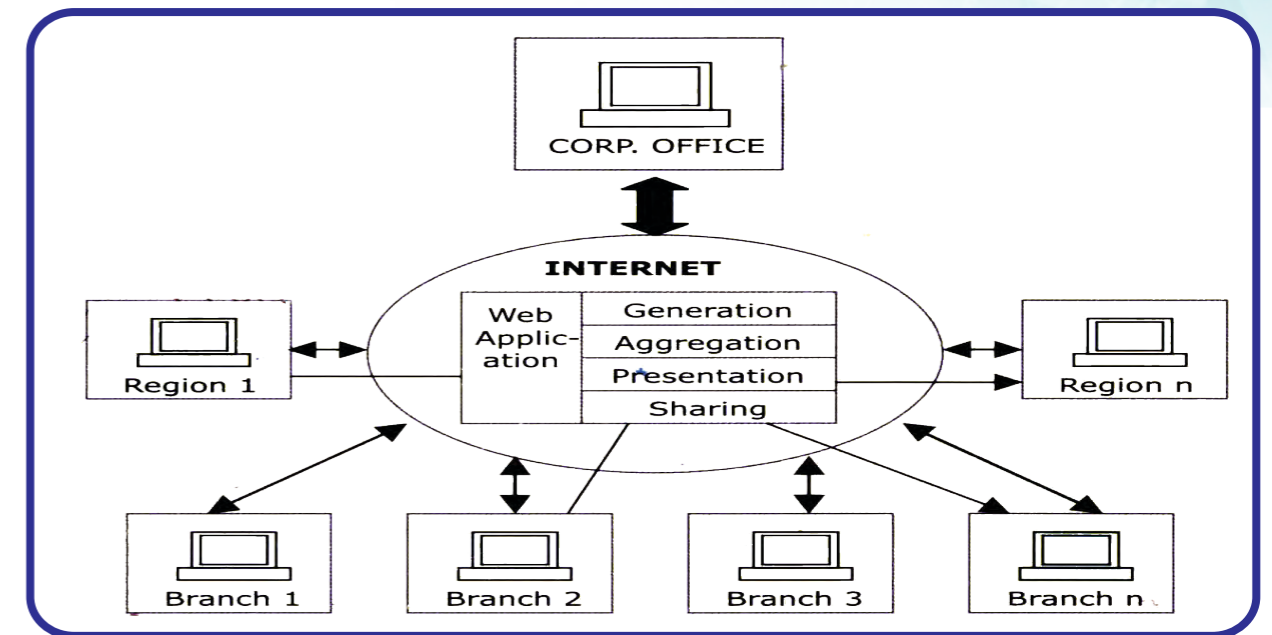 CORP. OFFICE
INTERNET
Web
Applic-
ation
Generation
Aggregation
Presentation
Sharing
Region 1
Region n
Branch 1
Branch 2
Branch 3
Branch n